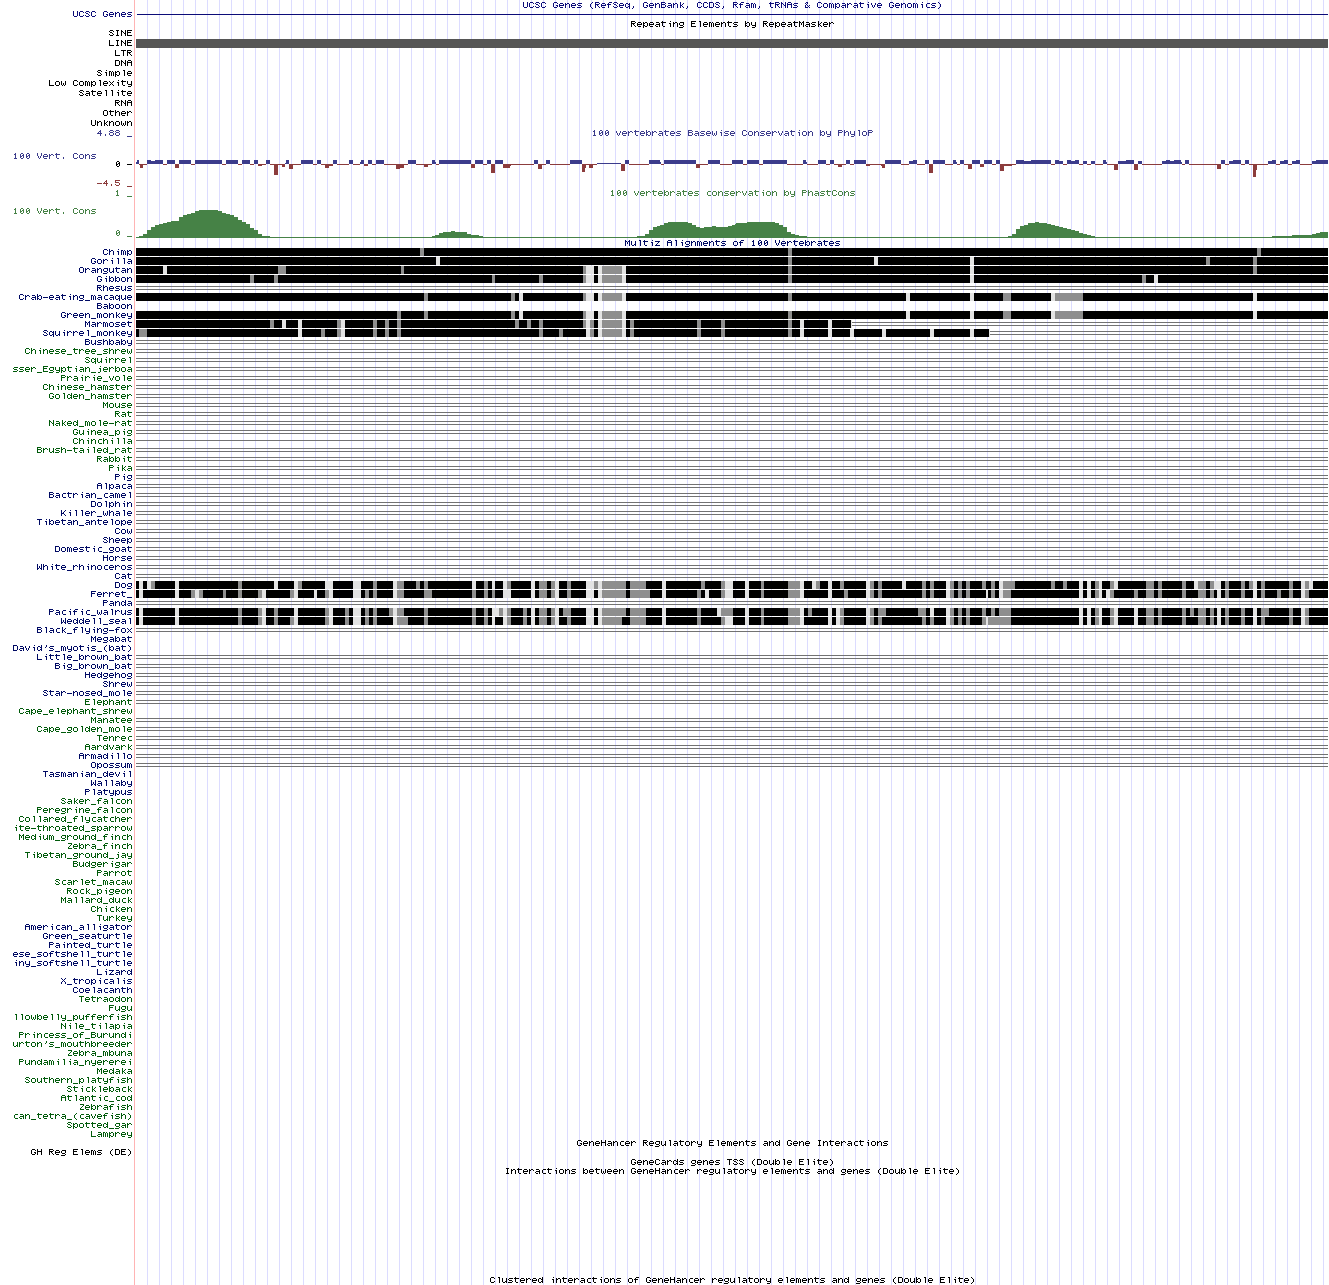 UCSC Genes (RefSeq, GenBank, CCDS, Rfam, tRNAs & Comparative Genomics)
UCSC Genes
Repeating Elements by RepeatMasker
SINE
LINE
LTR
DNA
Simple
Low Complexity
Satellite
RNA
Other
Unknown
4.88 _
100 vertebrates Basewise Conservation by PhyloP
100 Vert. Cons
0 -
-4.5 _
1 _
100 vertebrates conservation by PhastCons
100 Vert. Cons
0 _
Multiz Alignments of 100 Vertebrates
Chimp
Gorilla
Orangutan
Gibbon
Rhesus
Crab-eating_macaque
Baboon
Green_monkey
Marmoset
Squirrel_monkey
Bushbaby
Chinese_tree_shrew
Squirrel
sser_Egyptian_jerboa
Prairie_vole
Chinese_hamster
Golden_hamster
Mouse
Rat
Naked_mole-rat
Guinea_pig
Chinchilla
Brush-tailed_rat
Rabbit
Pika
Pig
Alpaca
Bactrian_camel
Dolphin
Killer_whale
Tibetan_antelope
Cow
Sheep
Domestic_goat
Horse
White_rhinoceros
Cat
Dog
Ferret_
Panda
Pacific_walrus
Weddell_seal
Black_flying-fox
Megabat
David's_myotis_(bat)
Little_brown_bat
Big_brown_bat
Hedgehog
Shrew
Star-nosed_mole
Elephant
Cape_elephant_shrew
Manatee
Cape_golden_mole
Tenrec
Aardvark
Armadillo
Opossum
Tasmanian_devil
Wallaby
Platypus
Saker_falcon
Peregrine_falcon
Collared_flycatcher
ite-throated_sparrow
Medium_ground_finch
Zebra_finch
Tibetan_ground_jay
Budgerigar
Parrot
Scarlet_macaw
Rock_pigeon
Mallard_duck
Chicken
Turkey
American_alligator
Green_seaturtle
Painted_turtle
ese_softshell_turtle
iny_softshell_turtle
Lizard
X_tropicalis
Coelacanth
Tetraodon
Fugu
llowbelly_pufferfish
Nile_tilapia
Princess_of_Burundi
urton's_mouthbreeder
Zebra_mbuna
Pundamilia_nyererei
Medaka
Southern_platyfish
Stickleback
Atlantic_cod
Zebrafish
can_tetra_(cavefish)
Spotted_gar
Lamprey
GeneHancer Regulatory Elements and Gene Interactions
GH Reg Elems (DE)
GeneCards genes TSS (Double Elite)
Interactions between GeneHancer regulatory elements and genes (Double Elite)
Clustered interactions of GeneHancer regulatory elements and genes (Double Elite)